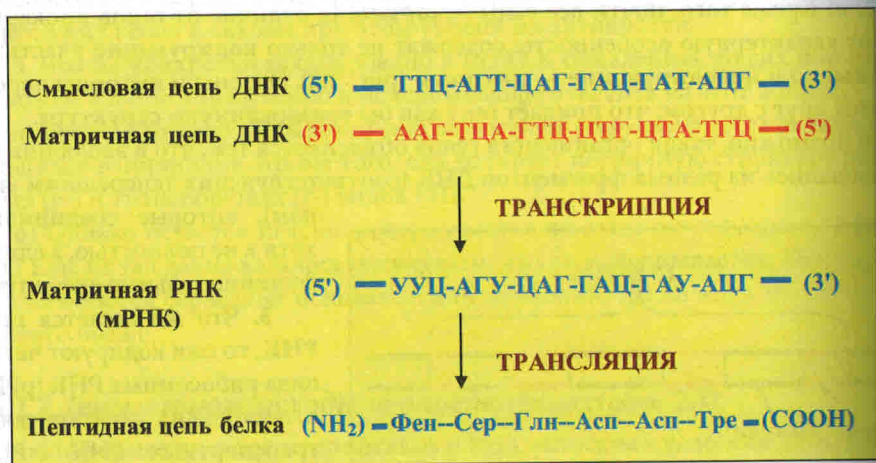 Смысловая цепь ДНК (5') — ТТЦ-АГТ-ЦАГ-ГАЦ-ГАТ-АЦГ — (3')
Матричная цепь ДНК (3') — ААГ-ТЦА-ГТЦ-ЦТГ-ЦТА-ТГЦ — (5')
ТРАНСКРИПЦИЯ
Матричная РНК (5') — УУЦ-АГУ-ЦАГ-ГАЦ-ГАУ-АЦГ — (3')
(мРНК)
ТРАНСЛЯЦИЯ
Пептидная цепь белка (NH₂) –Фен--Сер--Глн--Асп--Асп--Тре –(COOH)